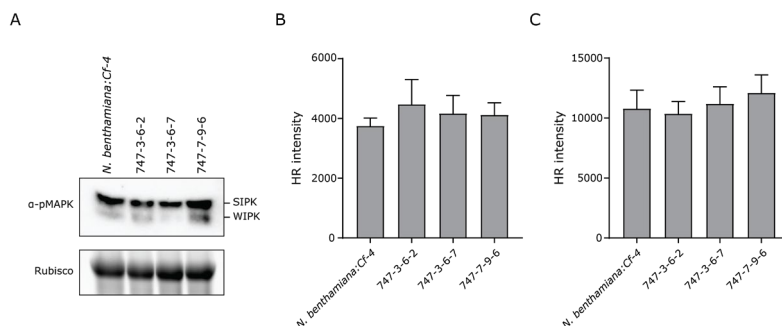 A
N. benthamiana:Cf-4
747-3-6-2
747-3-6-7
747-7-9-6
α-pMAPK
SIPK
WIPK
Rubisco
B
HR intensity
6000
4000
2000
0
N. benthamiana:Cf-4
747-3-6-2
747-3-6-7
747-7-9-6
C
HR intensity
15000
10000
5000
0
N. benthamiana:Cf-4
747-3-6-2
747-3-6-7
747-7-9-6